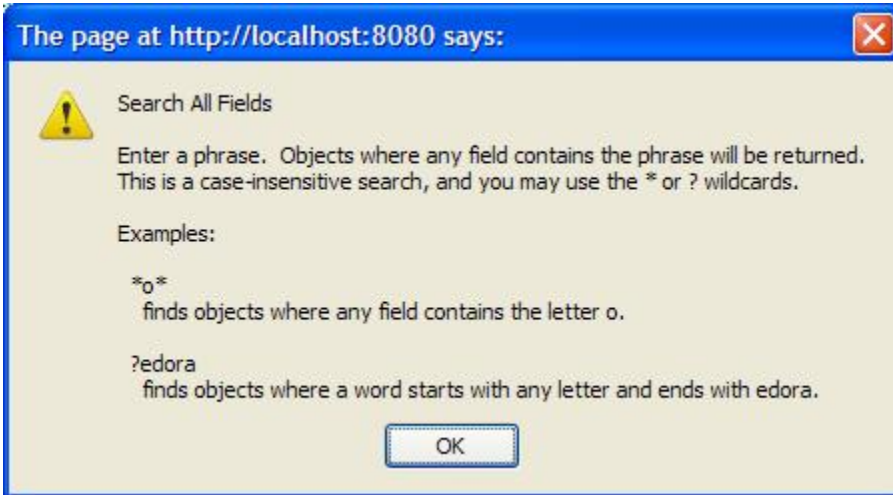 The page at http://localhost:8080 says:
Search All Fields
Enter a phrase.  Objects where any field contains the phrase will be returned.
This is a case-insensitive search, and you may use the * or ? wildcards.
Examples:
*o*
finds objects where any field contains the letter o.
?edora
finds objects where a word starts with any letter and ends with edora.
OK